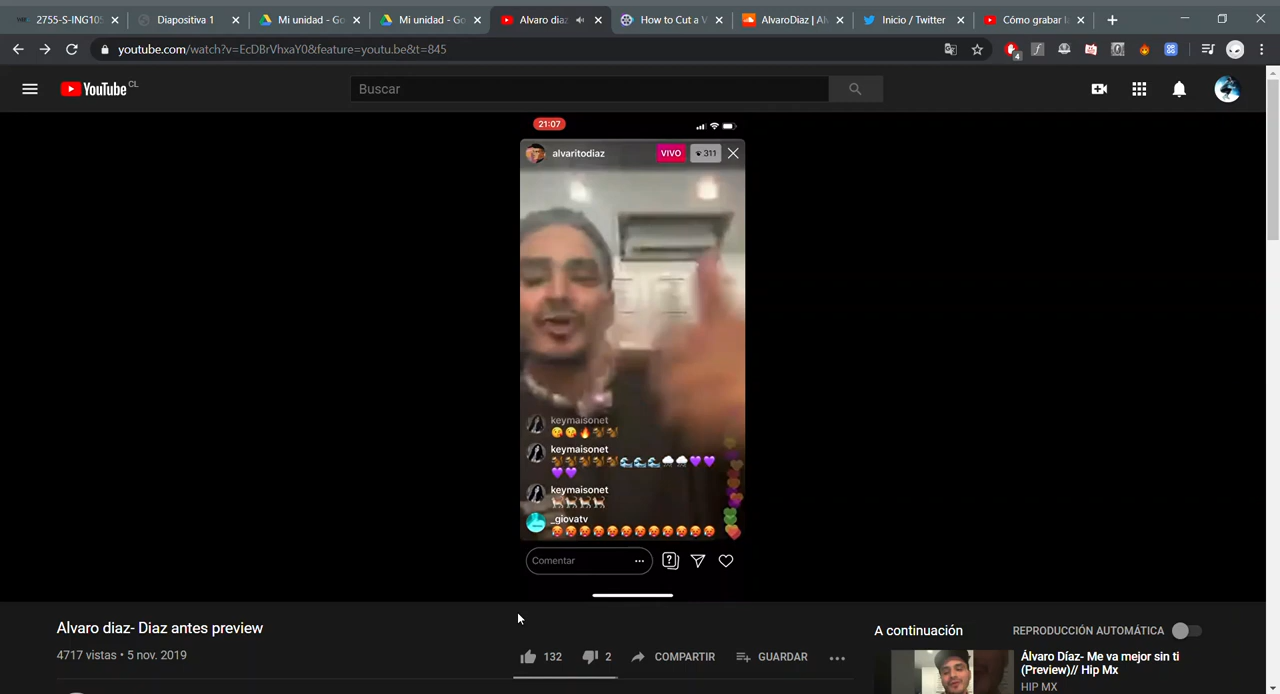 2755-S-ING10S
Diapositiva 1
Mi unidad - Go
Mi unidad - Go
Alvaro diaz
How to Cut a V
AlvaroDiaz | Al
Inicio / Twitter
Cómo grabar l
youtube.com/watch?v=EcDBrVhxaY0&feature=youtu.be&t=845
4
YouTube CL
Buscar
21:07
alvaritodiaz
VIVO
311
keymaisonet
keymaisonet
keymaisonet
_giovatv
Comentar
Alvaro diaz- Diaz antes preview
4717 vistas • 5 nov. 2019
132
2
COMPARTIR
GUARDAR
A continuación
REPRODUCCIÓN AUTOMÁTICA
Álvaro Díaz- Me va mejor sin ti
(Preview)// Hip Mx
HIP MX